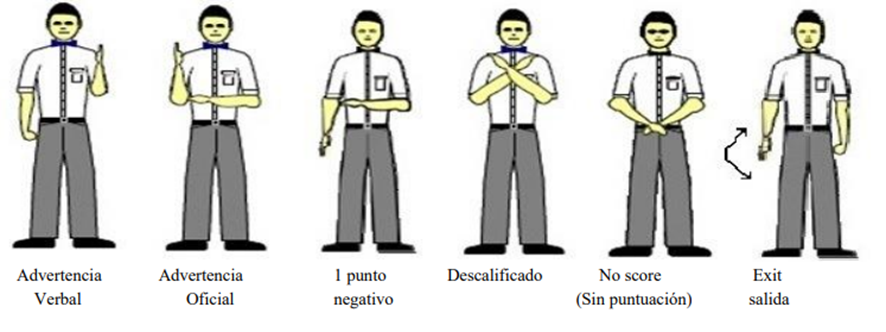 Advertencia Advertencia 1 punto Descalificado No score Exit
Verbal Oficial negativo (Sin puntuación) salida